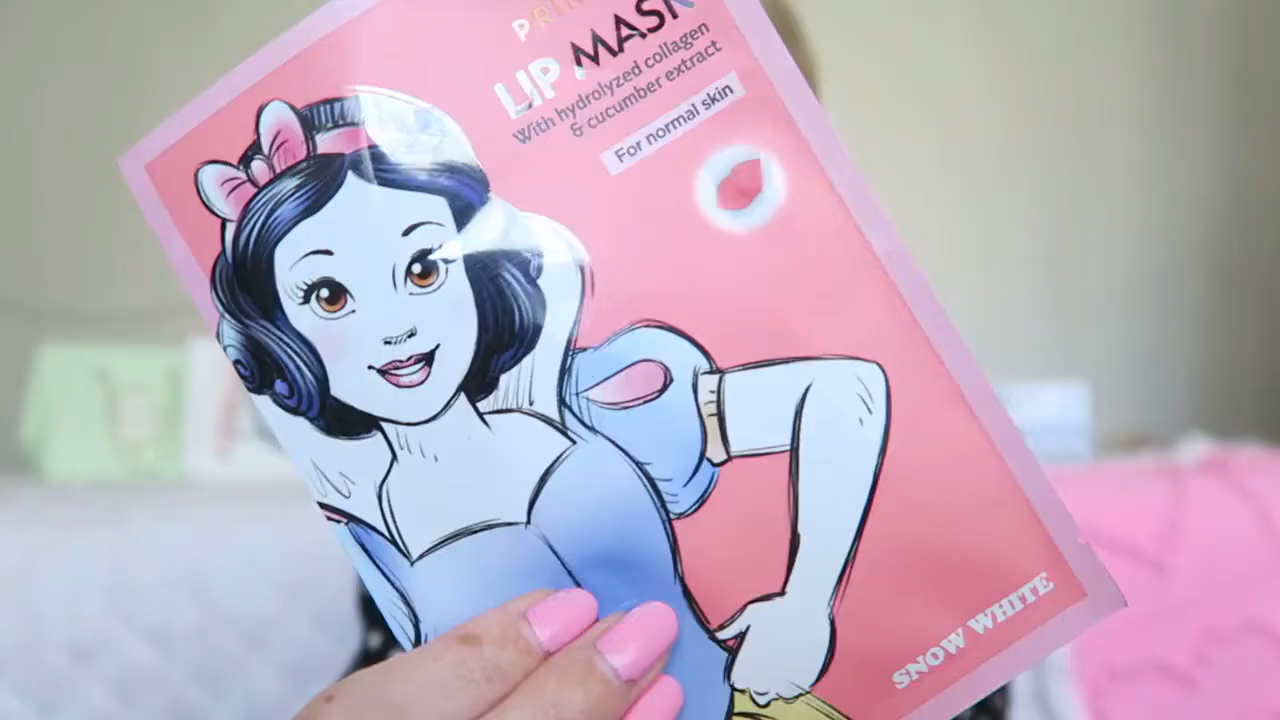 LIP MASK
With hydrolyzed collagen
& cucumber extract
For normal skin
SNOW WHITE